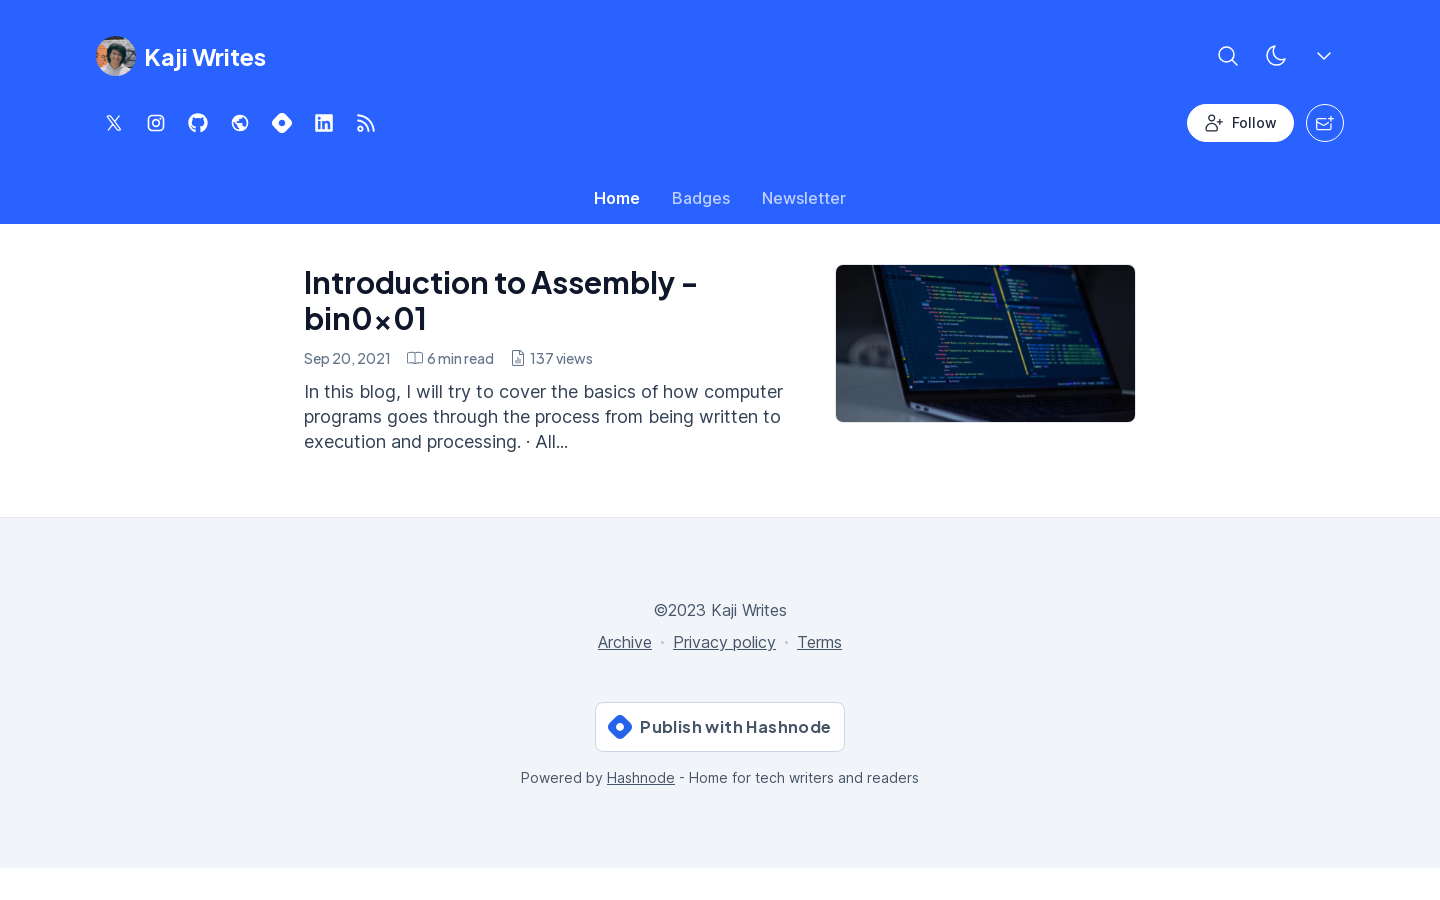 Kaji Writes
Follow
Home Badges Newsletter
Introduction to Assembly -
bin0×01
Sep 20, 2021 6 min read 137 views
In this blog, I will try to cover the basics of how computer
programs goes through the process from being written to
execution and processing. · All...
©2023 Kaji Writes
Archive · Privacy policy · Terms
Publish with Hashnode
Powered by Hashnode - Home for tech writers and readers